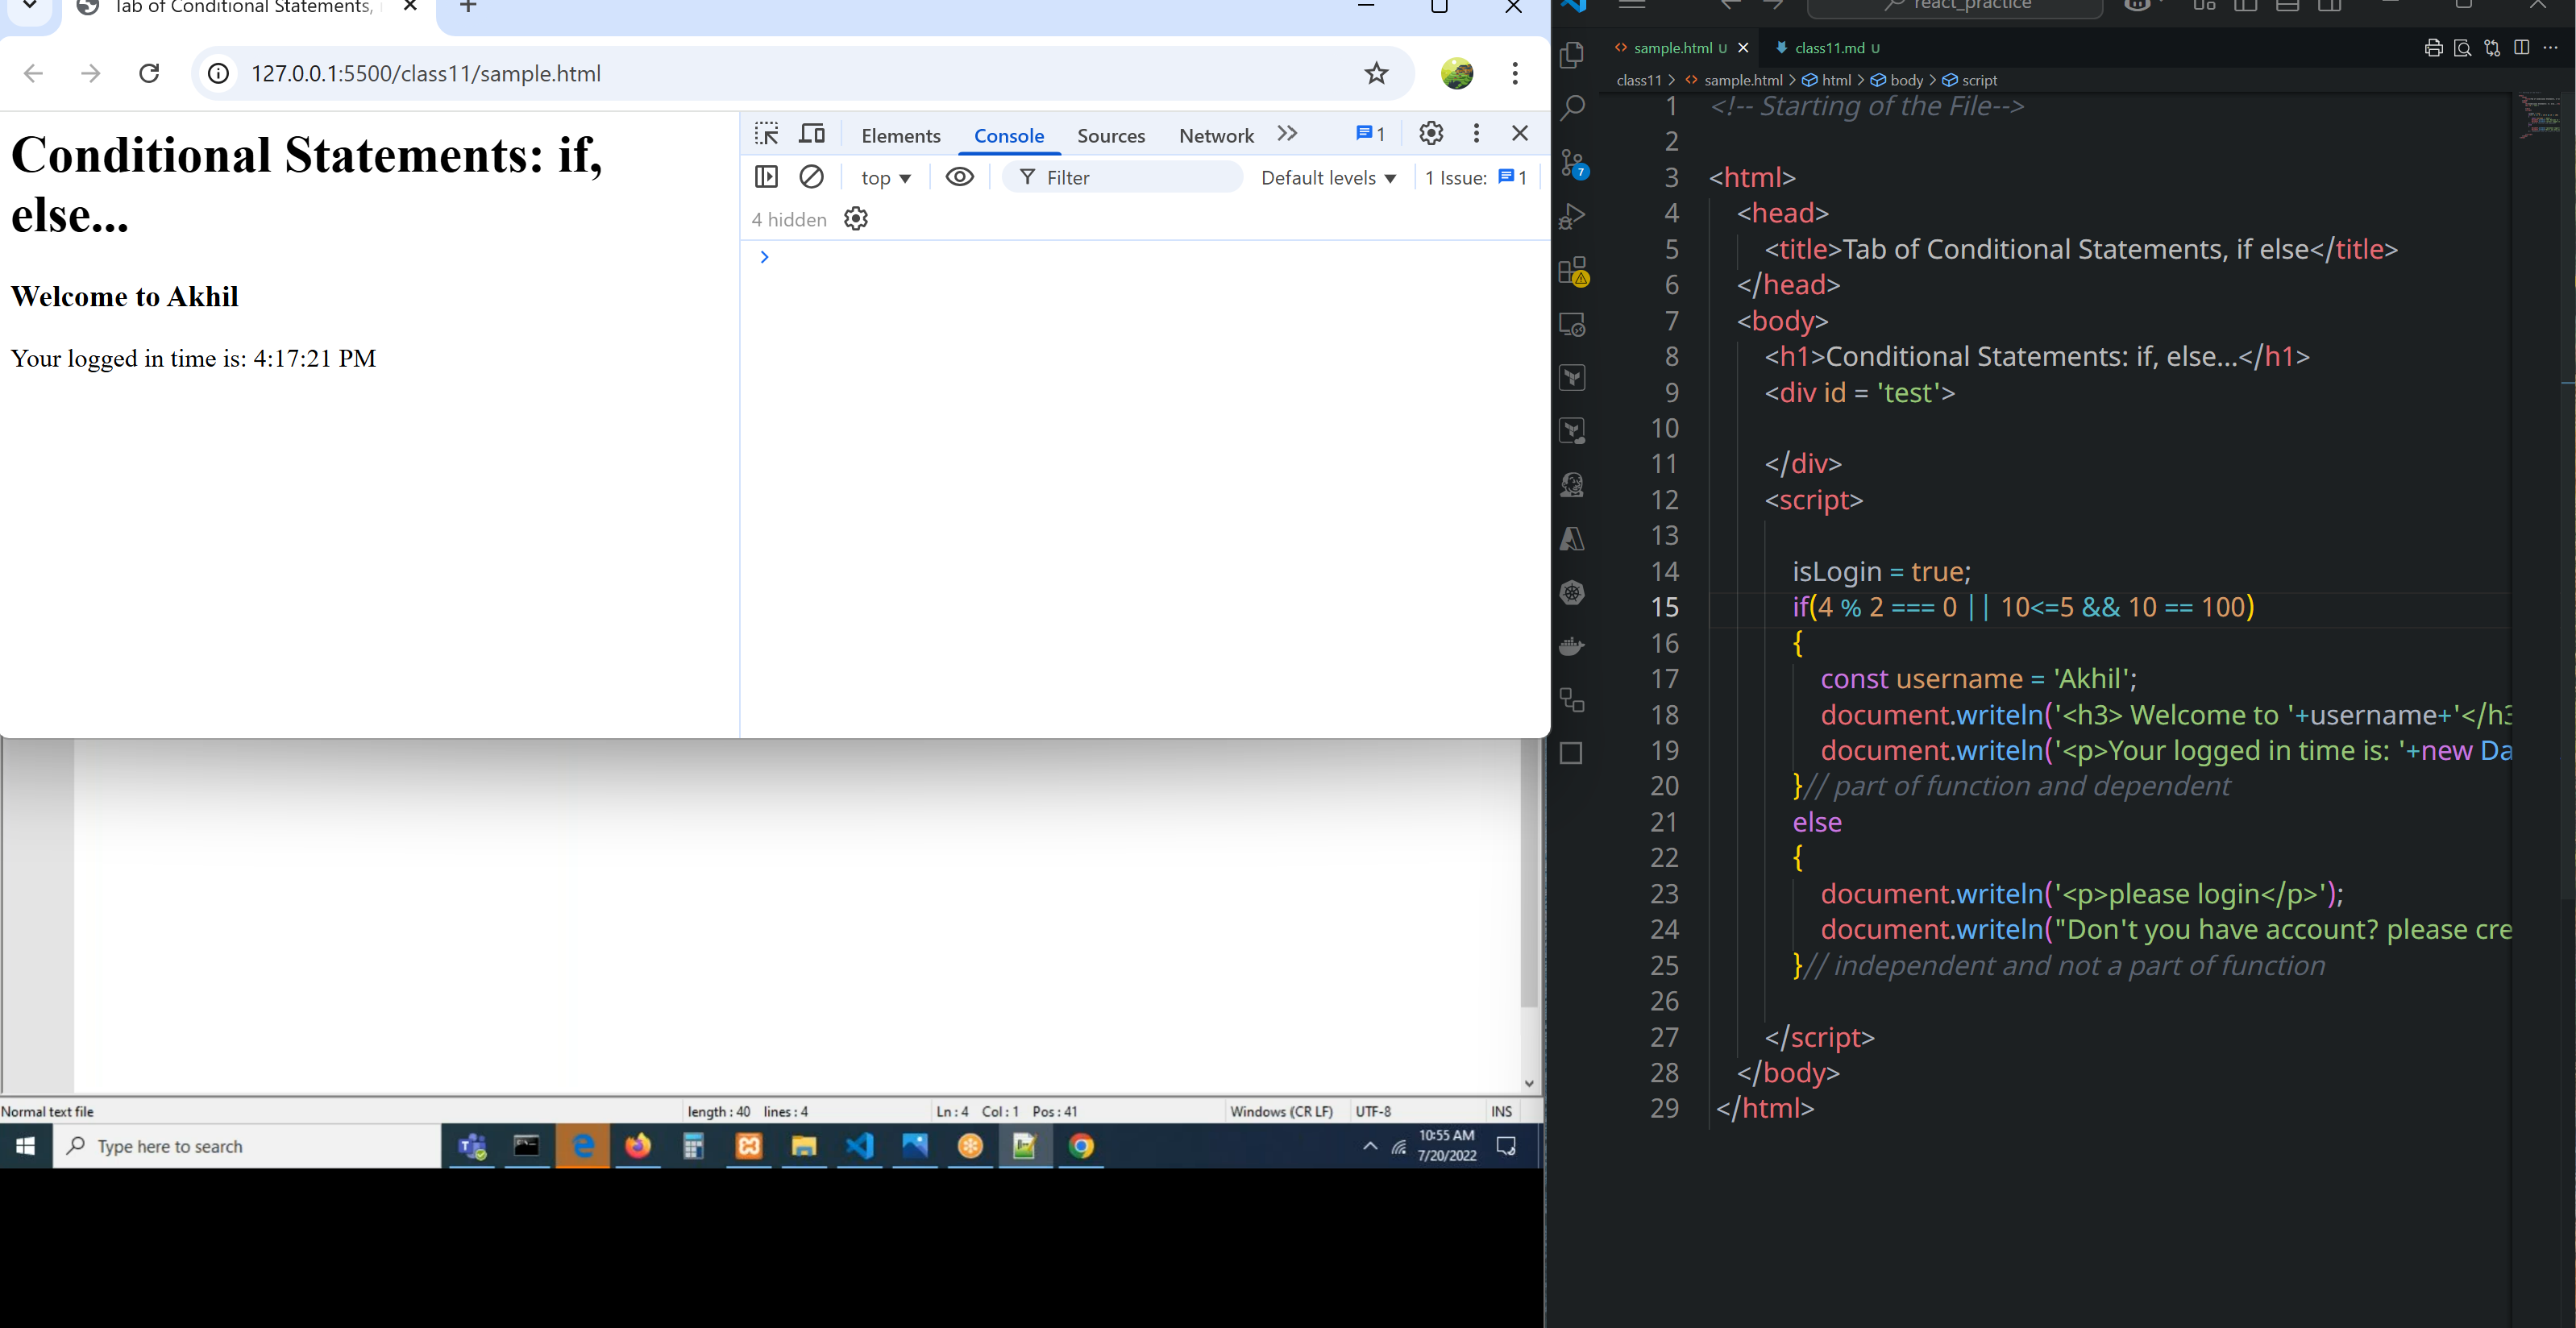 Tab of Conditional Statements,
127.0.0.1:5500/class11/sample.html
Conditional Statements: if,
else...
Welcome to Akhil
Your logged in time is: 4:17:21 PM
Elements Console Sources Network 1
top Filter Default levels 1 Issue: 1
4 hidden
Normal text file length : 40 lines : 4 Ln : 4 Col : 1 Pos : 41 Windows (CR LF) UTF-8 INS
Type here to search
10:55 AM
7/20/2022
react_practice
sample.html U class11.md U
class11 > sample.html > html > body > script
7
1 <!-- Starting of the File-->
2
3 <html>
4 <head>
5 <title>Tab of Conditional Statements, if else</title>
6 </head>
7 <body>
8 <h1>Conditional Statements: if, else...</h1>
9 <div id = 'test'>
10
11 </div>
12 <script>
13
14 isLogin = true;
15 if(4 % 2 === 0 || 10<=5 && 10 == 100)
16 {
17 const username = 'Akhil';
18 document.writeln('<h3> Welcome to '+username+'</h3
19 document.writeln('<p>Your logged in time is: '+new Da
20 }// part of function and dependent
21 else
22 {
23 document.writeln('<p>please login</p>');
24 document.writeln("Don't you have account? please cre
25 }// independent and not a part of function
26
27 </script>
28 </body>
29 </html>